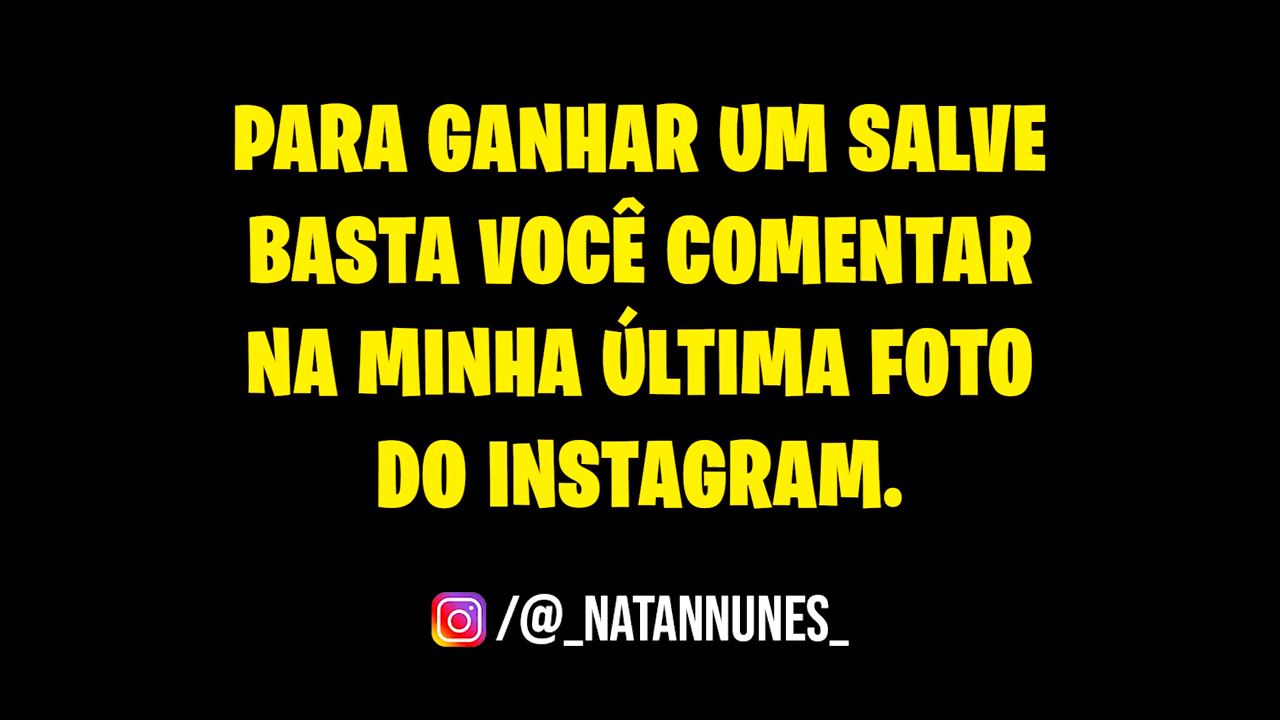 PARA GANHAR UM SALVE
BASTA VOCÊ COMENTAR
NA MINHA ÚLTIMA FOTO
DO INSTAGRAM.
/@_NATANNUNES_